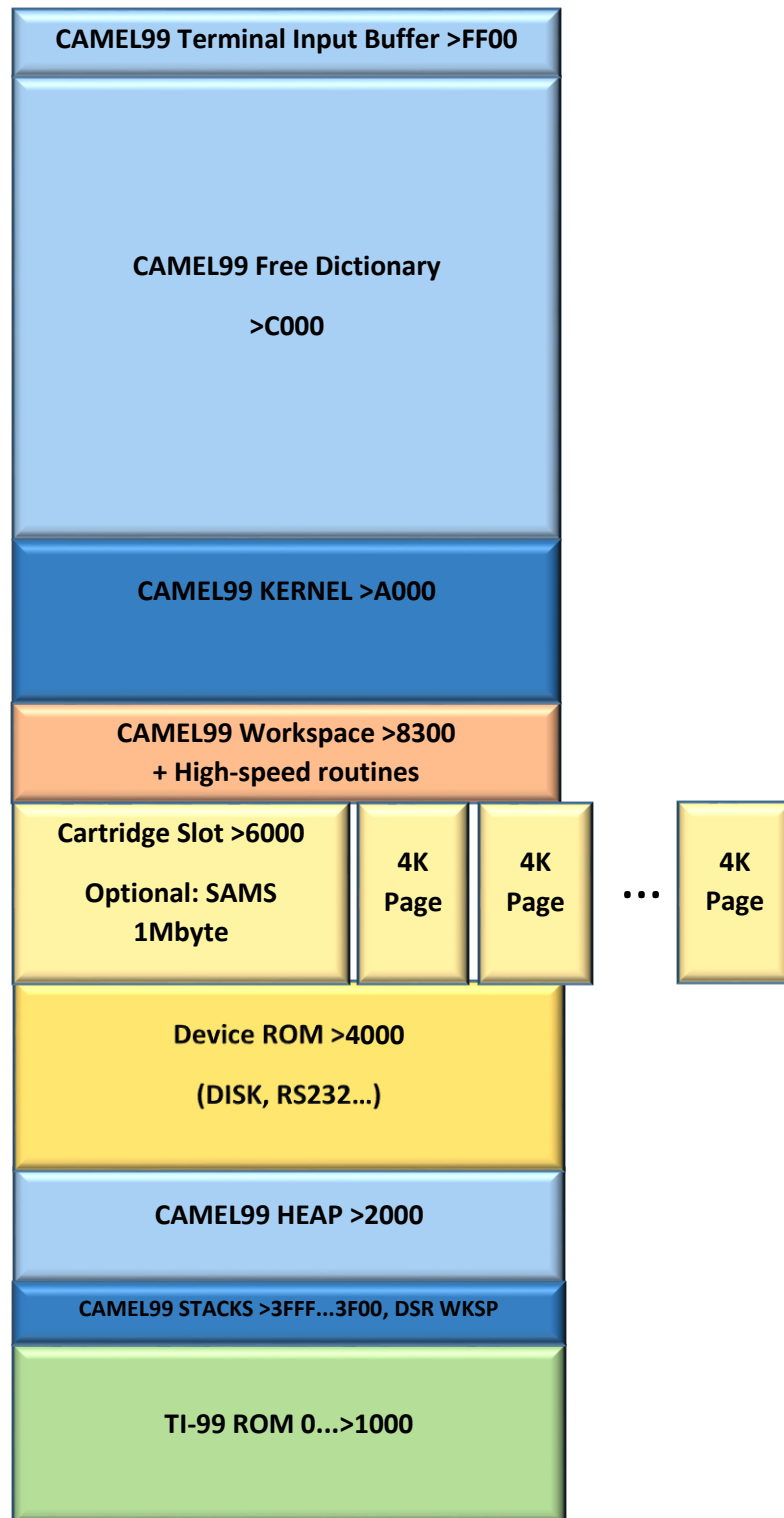 CAMEL99 Terminal Input Buffer >FF00
CAMEL99 Free Dictionary
>C000
CAMEL99 KERNEL >A000
CAMEL99 Workspace >8300
+ High-speed routines
Cartridge Slot >6000
Optional: SAMS
1Mbyte
4K
Page
4K
Page
...
4K
Page
Device ROM >4000
(DISK, RS232...)
CAMEL99 HEAP >2000
CAMEL99 STACKS >3FFF...3F00, DSR WKSP
TI-99 ROM 0...>1000